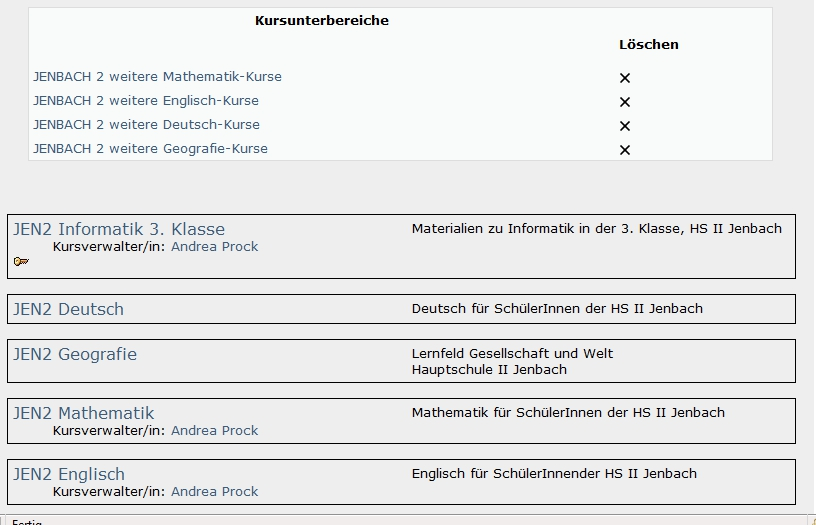 Kursunterbereiche
Löschen
JENBACH 2 weitere Mathematik-Kurse
JENBACH 2 weitere Englisch-Kurse
JENBACH 2 weitere Deutsch-Kurse
JENBACH 2 weitere Geografie-Kurse
JEN2 Informatik 3. Klasse Materialien zu Informatik in der 3. Klasse, HS II Jenbach
Kursverwalter/in: Andrea Prock
JEN2 Deutsch Deutsch für SchülerInnen der HS II Jenbach
JEN2 Geografie Lernfeld Gesellschaft und Welt
Hauptschule II Jenbach
JEN2 Mathematik Mathematik für SchülerInnen der HS II Jenbach
Kursverwalter/in: Andrea Prock
JEN2 Englisch Englisch für SchülerInnender HS II Jenbach
Kursverwalter/in: Andrea Prock
Fertig